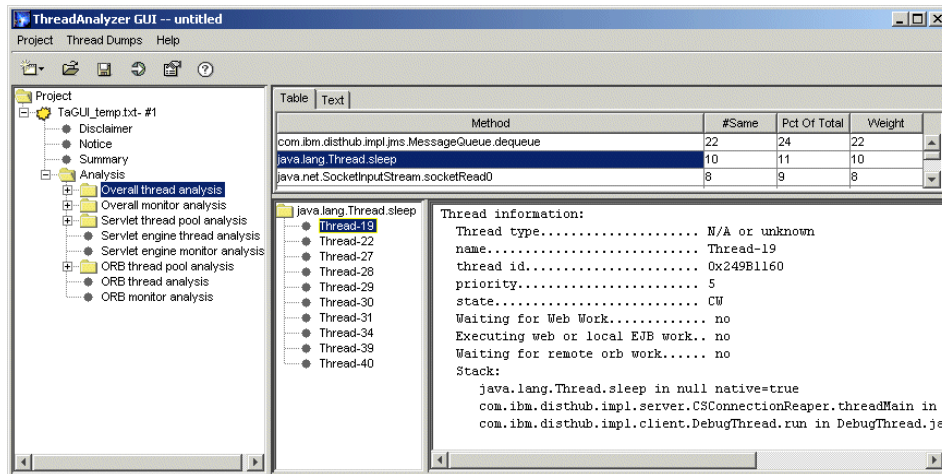 ThreadAnalyzer GUI -- untitled
Project Thread Dumps Help
Project
TaGUI_temp.txt- #1
Disclaimer
Notice
Summary
Analysis
Overall thread analysis
Overall monitor analysis
Servlet thread pool analysis
Servlet engine thread analysis
Servlet engine monitor analysis
ORB thread pool analysis
ORB thread analysis
ORB monitor analysis
Table Text
Method #Same Pct Of Total Weight
com.ibm.disthub.impl.jms.MessageQueue.dequeue 22 24 22
java.lang.Thread.sleep 10 11 10
java.net.SocketInputStream.socketRead0 8 9 8
java.lang.Thread.sleep
Thread-19
Thread-22
Thread-27
Thread-28
Thread-29
Thread-30
Thread-31
Thread-34
Thread-39
Thread-40
Thread information:
Thread type...................... N/A or unknown
name............................. Thread-19
thread id........................ 0x249B1160
priority......................... 5
state............................ CW
Waiting for Web Work............. no
Executing web or local EJB work.. no
Waiting for remote orb work...... no
Stack:
java.lang.Thread.sleep in null native=true
com.ibm.disthub.impl.server.CSConnectionReaper.threadMain in
com.ibm.disthub.impl.client.DebugThread.run in DebugThread.ja